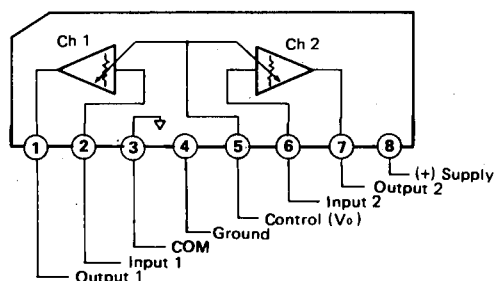 Ch 1
Ch 2
1 2 3 4 5 6 7 8
(+) Supply
Output 2
Input 2
Control (Vo)
Ground
COM
Input 1
Output 1